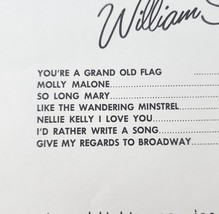 William
YOU'RE A GRAND OLD FLAG
MOLLY MALONE
SO LONG MARY
LIKE THE WANDERING MINSTREL
NELLIE KELLY I LOVE YOU
I'D RATHER WRITE A SONG
GIVE MY REGARDS TO BROADWAY